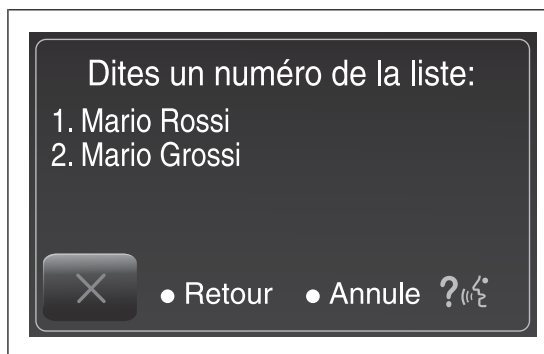 Dites un numéro de la liste:
1. Mario Rossi
2. Mario Grossi
• Retour • Annule ?